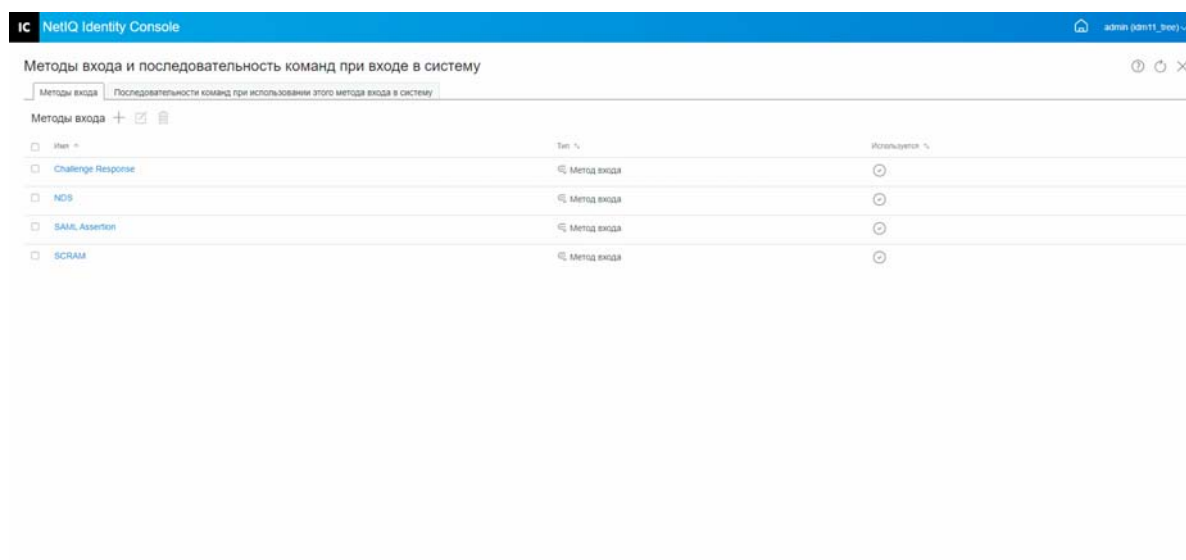 IC NetIQ Identity Console admin (idm11_tree)
Методы входа и последовательность команд при входе в систему
Методы входа Последовательности команд при использовании этого метода входа в систему
Методы входа
Имя Тип Используется
Challenge Response Метод входа
NDS Метод входа
SAML Assertion Метод входа
SCRAM Метод входа